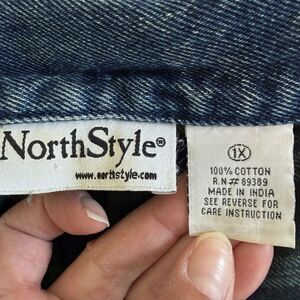 NorthStyle®
www.northstyle.com
1X
100% COTTON
R.N # 89389
MADE IN INDIA
SEE REVERSE FOR
CARE INSTRUCTION